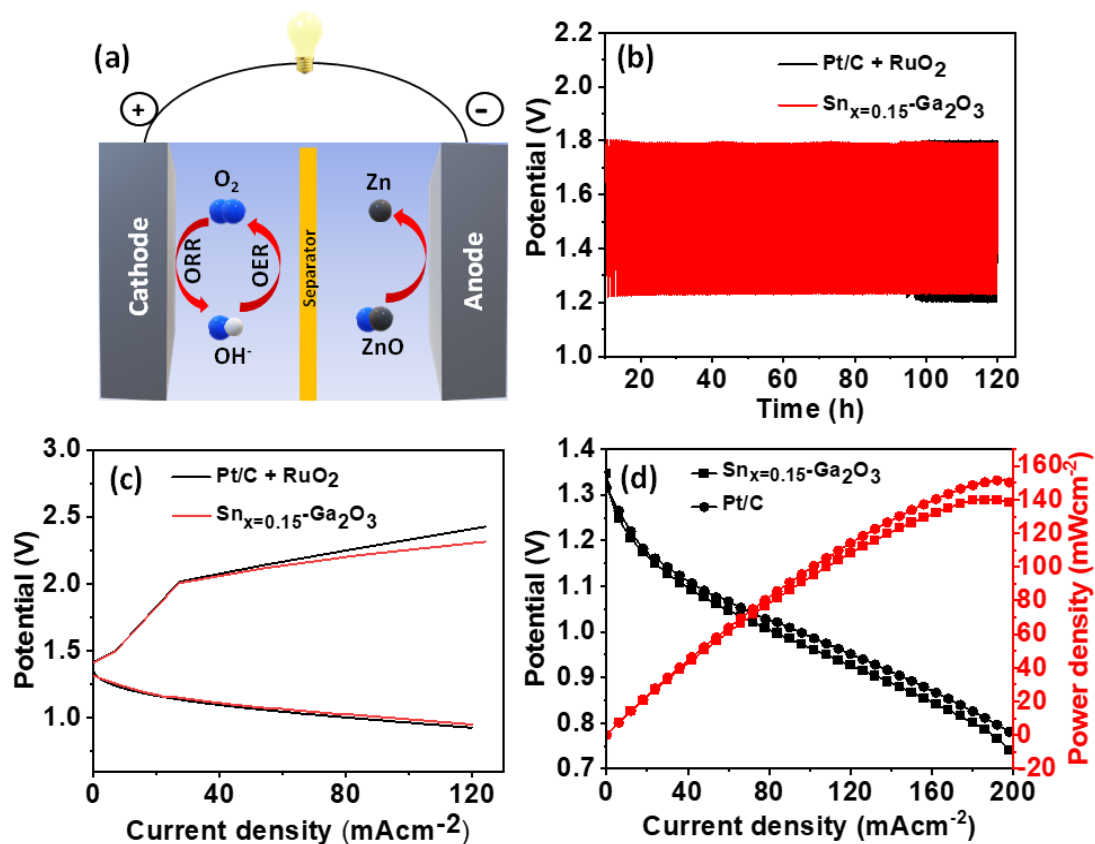 (a)
+
-
O2
Zn
Cathode
ORR
OER
Separator
Anode
OH-
ZnO
(b)
Pt/C + RuO2
Snx=0.15-Ga2O3
Potential (V)
2.2
2.0
1.8
1.6
1.4
1.2
1.0
20 40 60 80 100 120
Time (h)
(c)
Pt/C + RuO2
Snx=0.15-Ga2O3
Potential (V)
3.0
2.5
2.0
1.5
1.0
0 40 80 120
Current density (mAcm-2)
(d)
Snx=0.15-Ga2O3
Pt/C
Potential (V)
1.4
1.3
1.2
1.1
1.0
0.9
0.8
0.7
0 40 80 120 160 200
Current density (mAcm-2)
160
140
120
100
80
60
40
20
0
-20
Power density (mWcm-2)